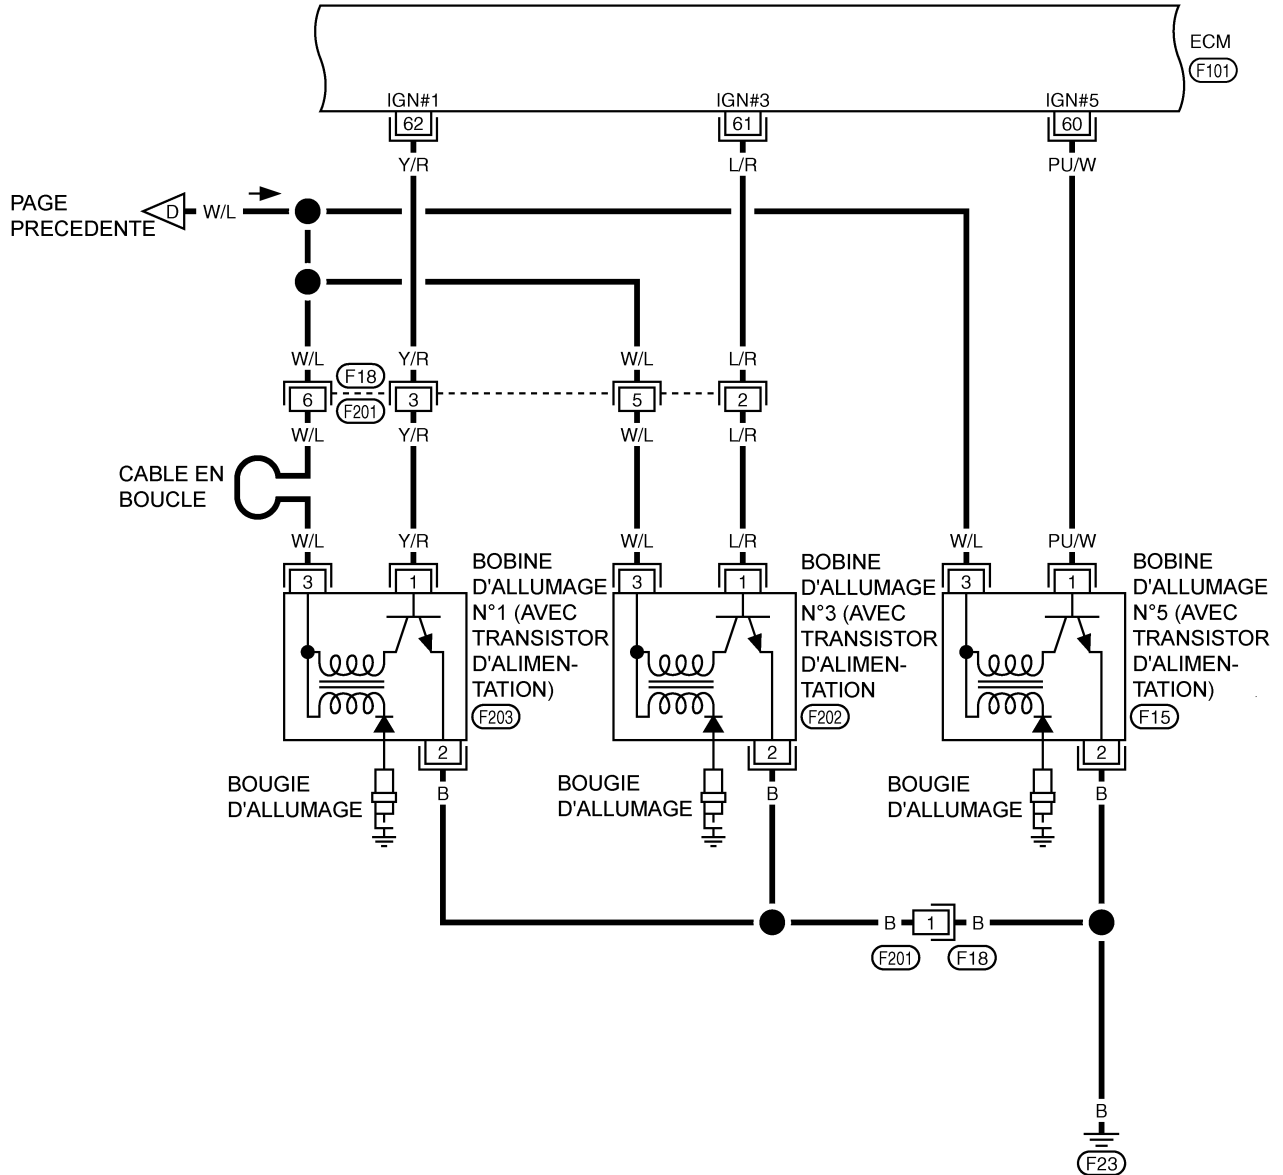 ECM
F101
IGN#1
IGN#3
IGN#5
62
61
60
Y/R
L/R
PU/W
PAGE
PRECEDENTE
D
W/L
W/L
Y/R
W/L
L/R
F18
6
3
5
2
F201
W/L
Y/R
W/L
L/R
CABLE EN
BOUCLE
W/L
Y/R
W/L
L/R
W/L
PU/W
3
1
BOBINE
D'ALLUMAGE
N°1 (AVEC
TRANSISTOR
D'ALIMEN-
TATION)
F203
3
1
BOBINE
D'ALLUMAGE
N°3 (AVEC
TRANSISTOR
D'ALIMEN-
TATION
F202
3
1
BOBINE
D'ALLUMAGE
N°5 (AVEC
TRANSISTOR
D'ALIMEN-
TATION)
F15
2
2
2
BOUGIE
D'ALLUMAGE
B
BOUGIE
D'ALLUMAGE
B
BOUGIE
D'ALLUMAGE
B
B
1
B
F201
F18
B
F23